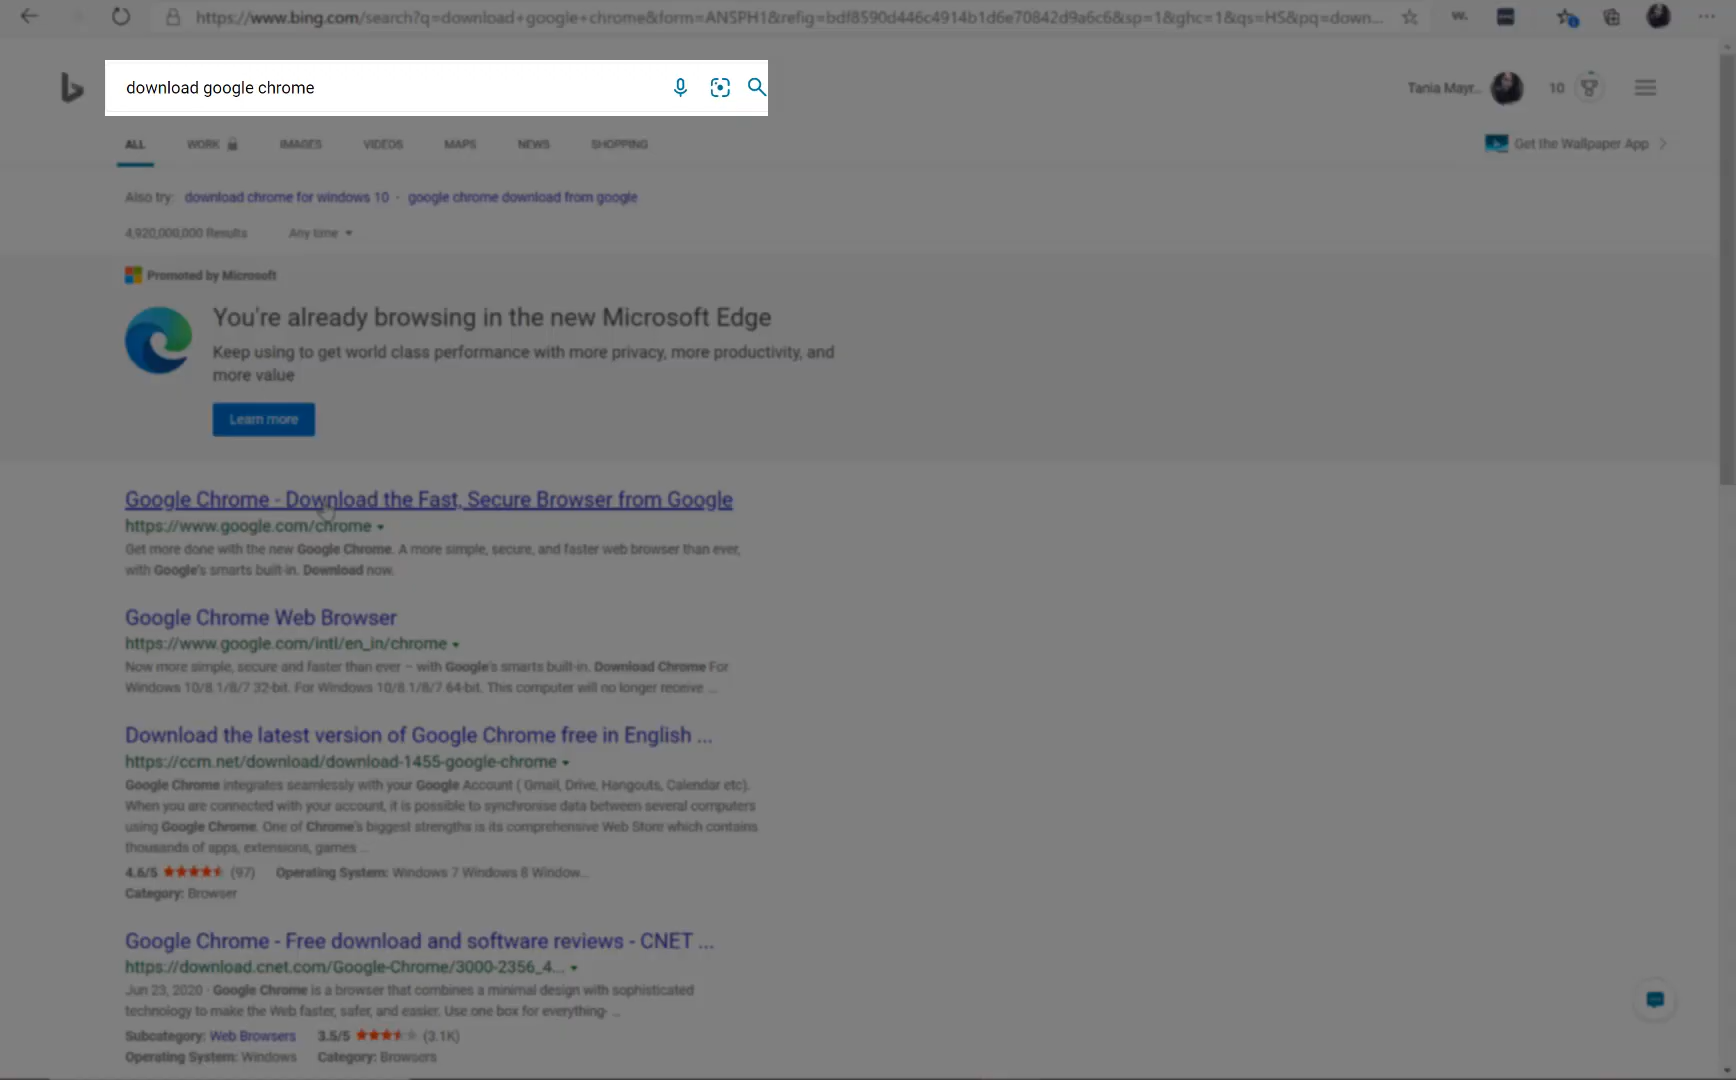 https://www.bing.com/search?q=download+google+chrome&form=ANSPH1&refig=bdf8590d446c4914b1d6e70842d9a6c6&sp=1&ghc=1&qs=HS&pq=down...
download google chrome
Tania Mayr... 10
ALL WORK IMAGES VIDEOS MAPS NEWS SHOPPING
Get the Wallpaper App
Also try: download chrome for windows 10 · google chrome download from google
4,920,000,000 Results Any time
Promoted by Microsoft
You're already browsing in the new Microsoft Edge
Keep using to get world class performance with more privacy, more productivity, and
more value
Learn more
Google Chrome - Download the Fast, Secure Browser from Google
https://www.google.com/chrome
Get more done with the new Google Chrome. A more simple, secure, and faster web browser than ever,
with Google's smarts built-in. Download now.
Google Chrome Web Browser
https://www.google.com/intl/en_in/chrome
Now more simple, secure and faster than ever – with Google's smarts built-in. Download Chrome For
Windows 10/8.1/8/7 32-bit. For Windows 10/8.1/8/7 64-bit. This computer will no longer receive ...
Download the latest version of Google Chrome free in English ...
https://ccm.net/download/download-1455-google-chrome
Google Chrome integrates seamlessly with your Google Account ( Gmail, Drive, Hangouts, Calendar etc).
When you are connected with your account, it is possible to synchronise data between several computers
using Google Chrome. One of Chrome's biggest strengths is its comprehensive Web Store which contains
thousands of apps, extensions, games ...
4.6/5 (97) Operating System: Windows 7 Windows 8 Window...
Category: Browser
Google Chrome - Free download and software reviews - CNET ...
https://download.cnet.com/Google-Chrome/3000-2356_4...
Jun 23, 2020 · Google Chrome is a browser that combines a minimal design with sophisticated
technology to make the Web faster, safer, and easier. Use one box for everything- ...
Subcategory: Web Browsers 3.5/5 (3.1K)
Operating System: Windows Category: Browsers